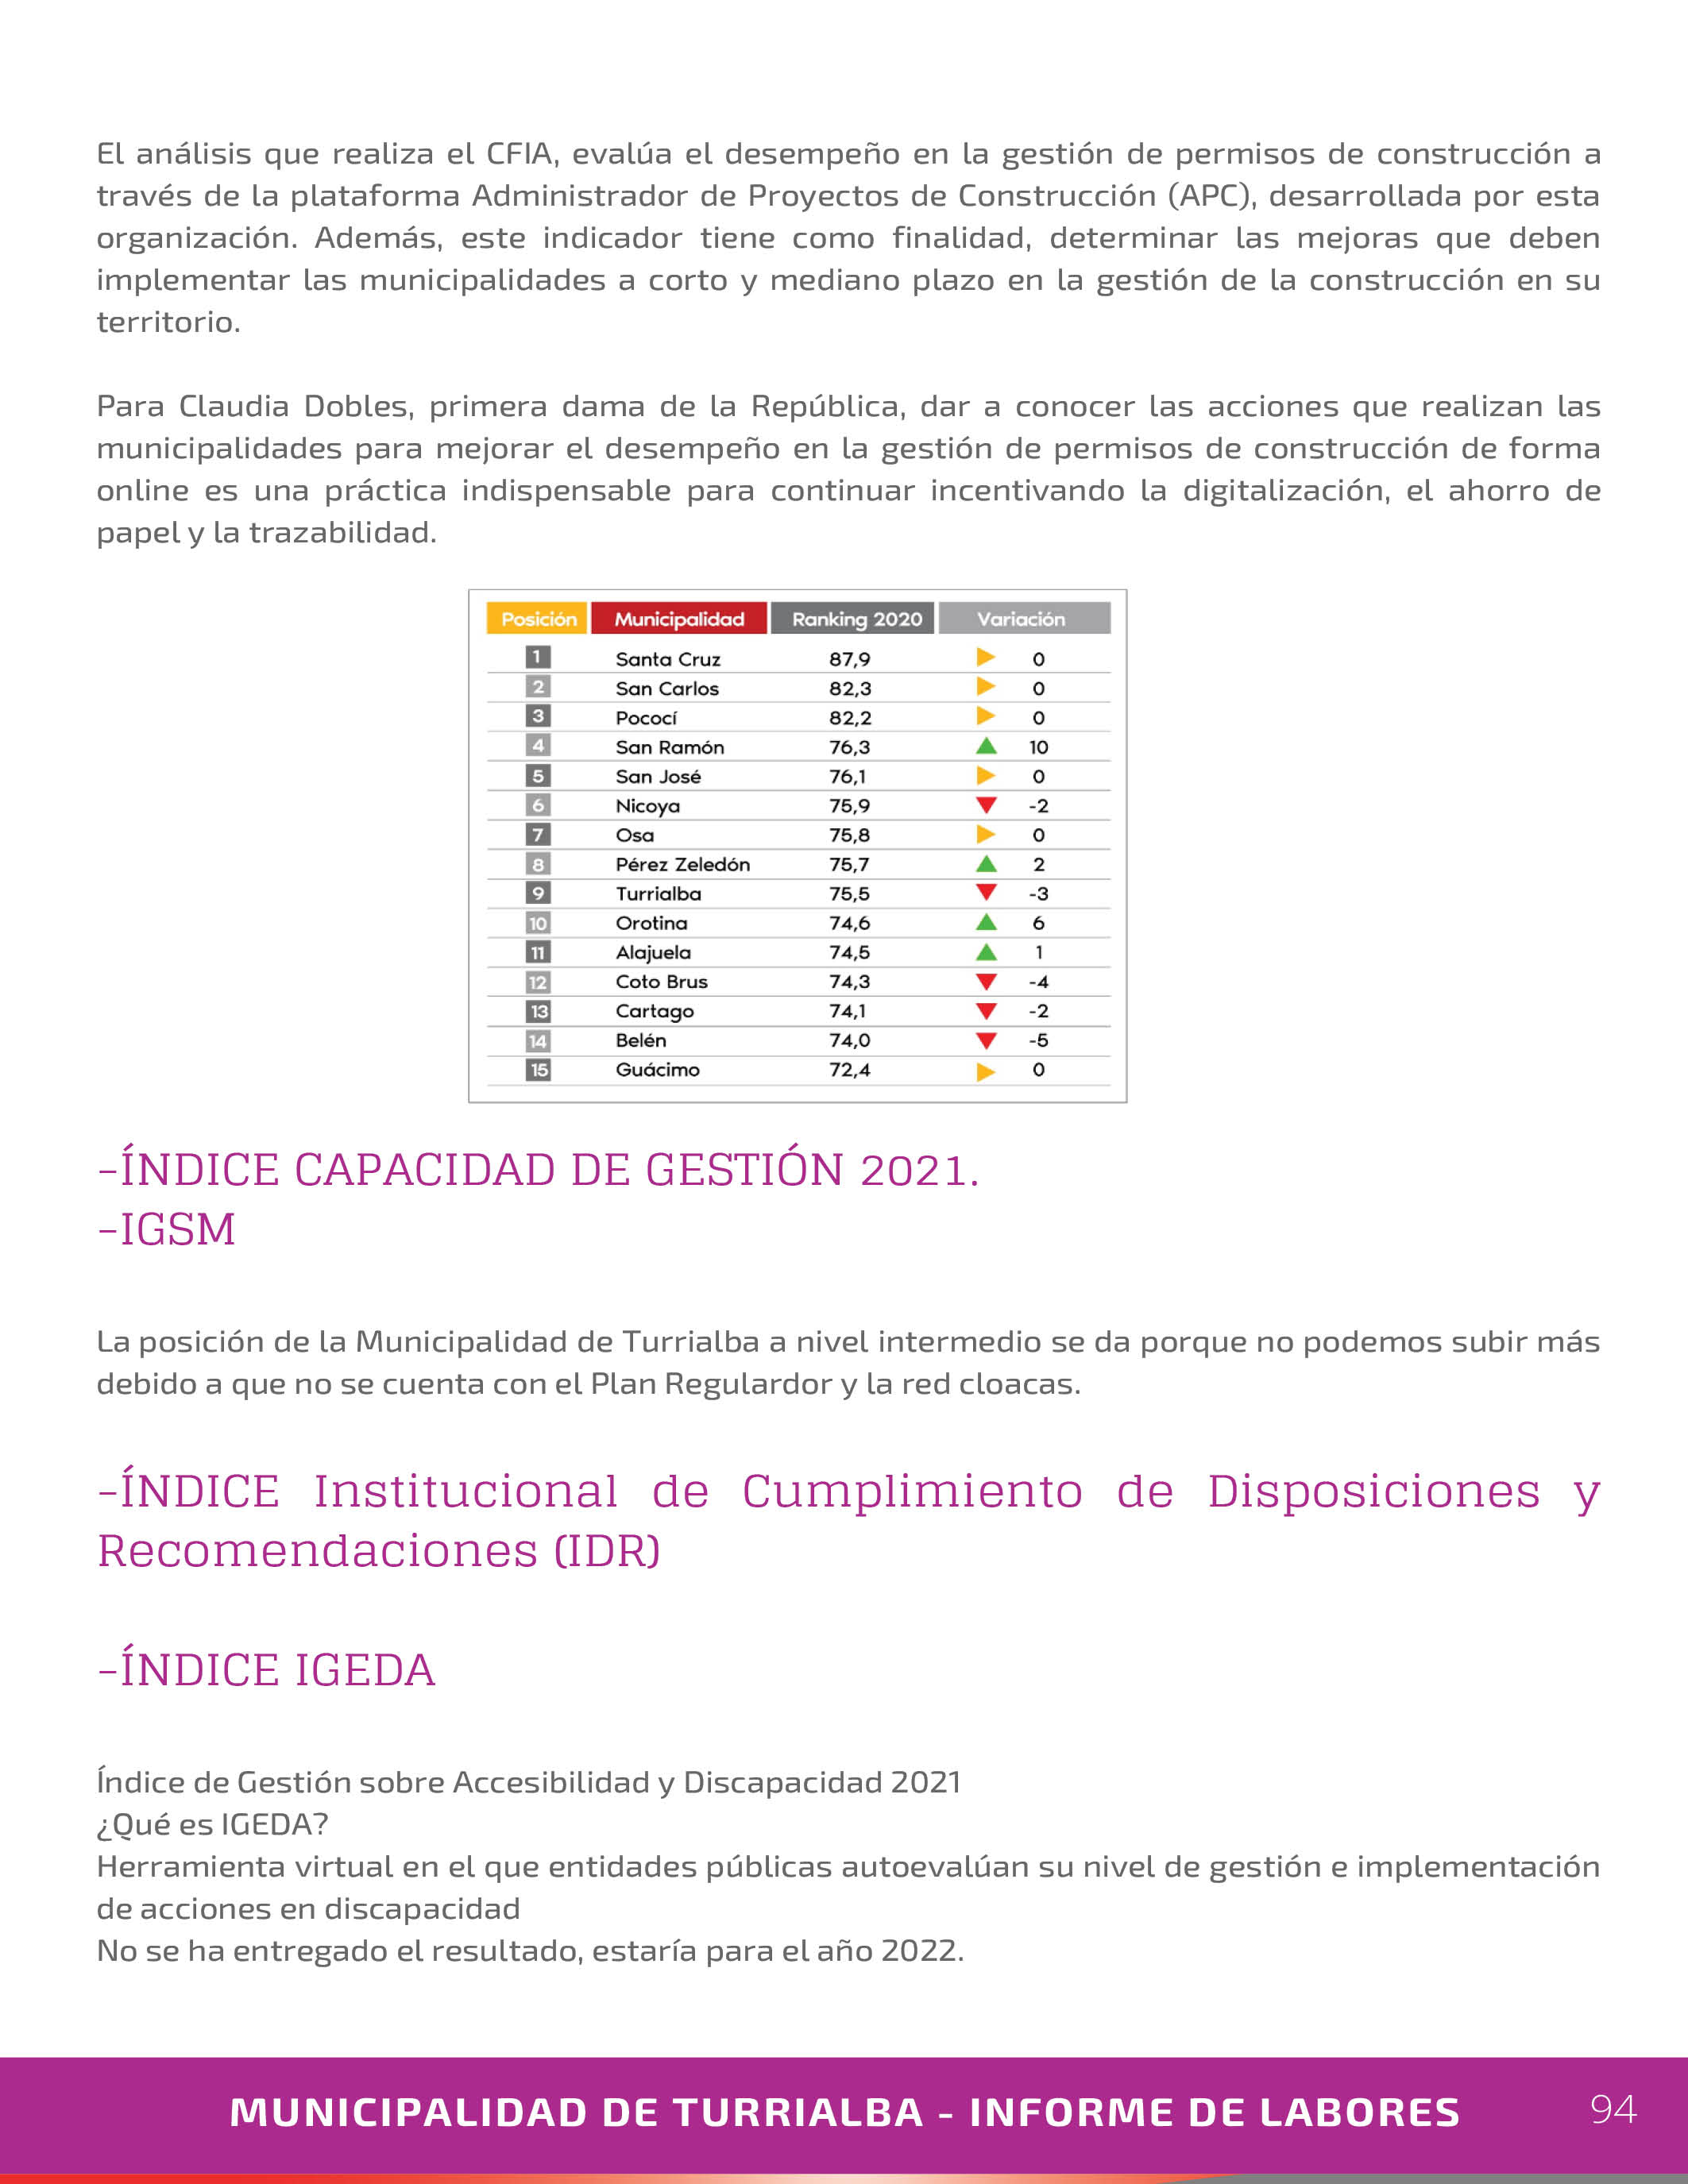 El análisis que realiza el CFIA, evalúa el desempeño en la gestión de permisos de construcción a
través de la plataforma Administrador de Proyectos de Construcción (APC), desarrollada por esta
organización. Además, este indicador tiene como finalidad, determinar las mejoras que deben
implementar las municipalidades a corto y mediano plazo en la gestión de la construcción en su
territorio.
Para Claudia Dobles, primera dama de la República, dar a conocer las acciones que realizan las
municipalidades para mejorar el desempeño en la gestión de permisos de construcción de forma
online es una práctica indispensable para continuar incentivando la digitalización, el ahorro de
papel y la trazabilidad.
Posición Municipalidad Ranking 2020 Variación
1 Santa Cruz 87,9 0
2 San Carlos 82,3 0
3 Pococí 82,2 0
4 San Ramón 76,3 10
5 San José 76,1 0
6 Nicoya 75,9 -2
7 Osa 75,8 0
8 Pérez Zeledón 75,7 2
9 Turrialba 75,5 -3
10 Orotina 74,6 6
11 Alajuela 74,5 1
12 Coto Brus 74,3 -4
13 Cartago 74,1 -2
14 Belén 74,0 -5
15 Guácimo 72,4 0
-ÍNDICE CAPACIDAD DE GESTIÓN 2021.
-IGSM
La posición de la Municipalidad de Turrialba a nivel intermedio se da porque no podemos subir más
debido a que no se cuenta con el Plan Regulardor y la red cloacas.
-ÍNDICE Institucional de Cumplimiento de Disposiciones y
Recomendaciones (IDR)
-ÍNDICE IGEDA
Índice de Gestión sobre Accesibilidad y Discapacidad 2021
¿Qué es IGEDA?
Herramienta virtual en el que entidades públicas autoevalúan su nivel de gestión e implementación
de acciones en discapacidad
No se ha entregado el resultado, estaría para el año 2022.
MUNICIPALIDAD DE TURRIALBA - INFORME DE LABORES 94